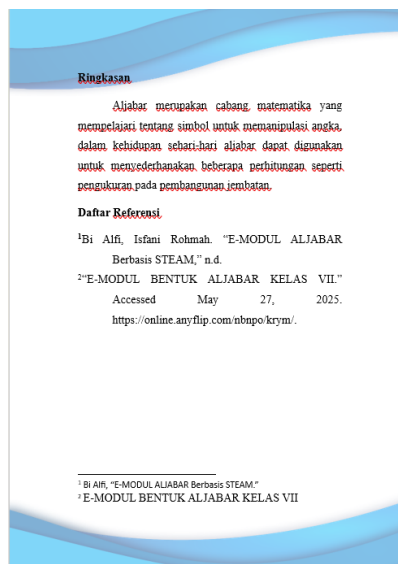 Ringkasan
Aljabar merupakan cabang matematika yang
mempelajari tentang simbol untuk memanipulasi angka,
dalam kehidupan sehari-hari aljabar dapat digunakan
untuk menyederhanakan beberapa perhitungan seperti
pengukuran pada pembangunan jembatan.
Daftar Referensi
¹Bi Alfi, Isfani Rohmah. “E-MODUL ALJABAR
Berbasis STEAM,” n.d.
²“E-MODUL BENTUK ALJABAR KELAS VII.”
Accessed May 27, 2025.
https://online.anyflip.com/nbnpo/krym/.
¹ Bi Alfi, “E-MODUL ALJABAR Berbasis STEAM.”
² E-MODUL BENTUK ALJABAR KELAS VII